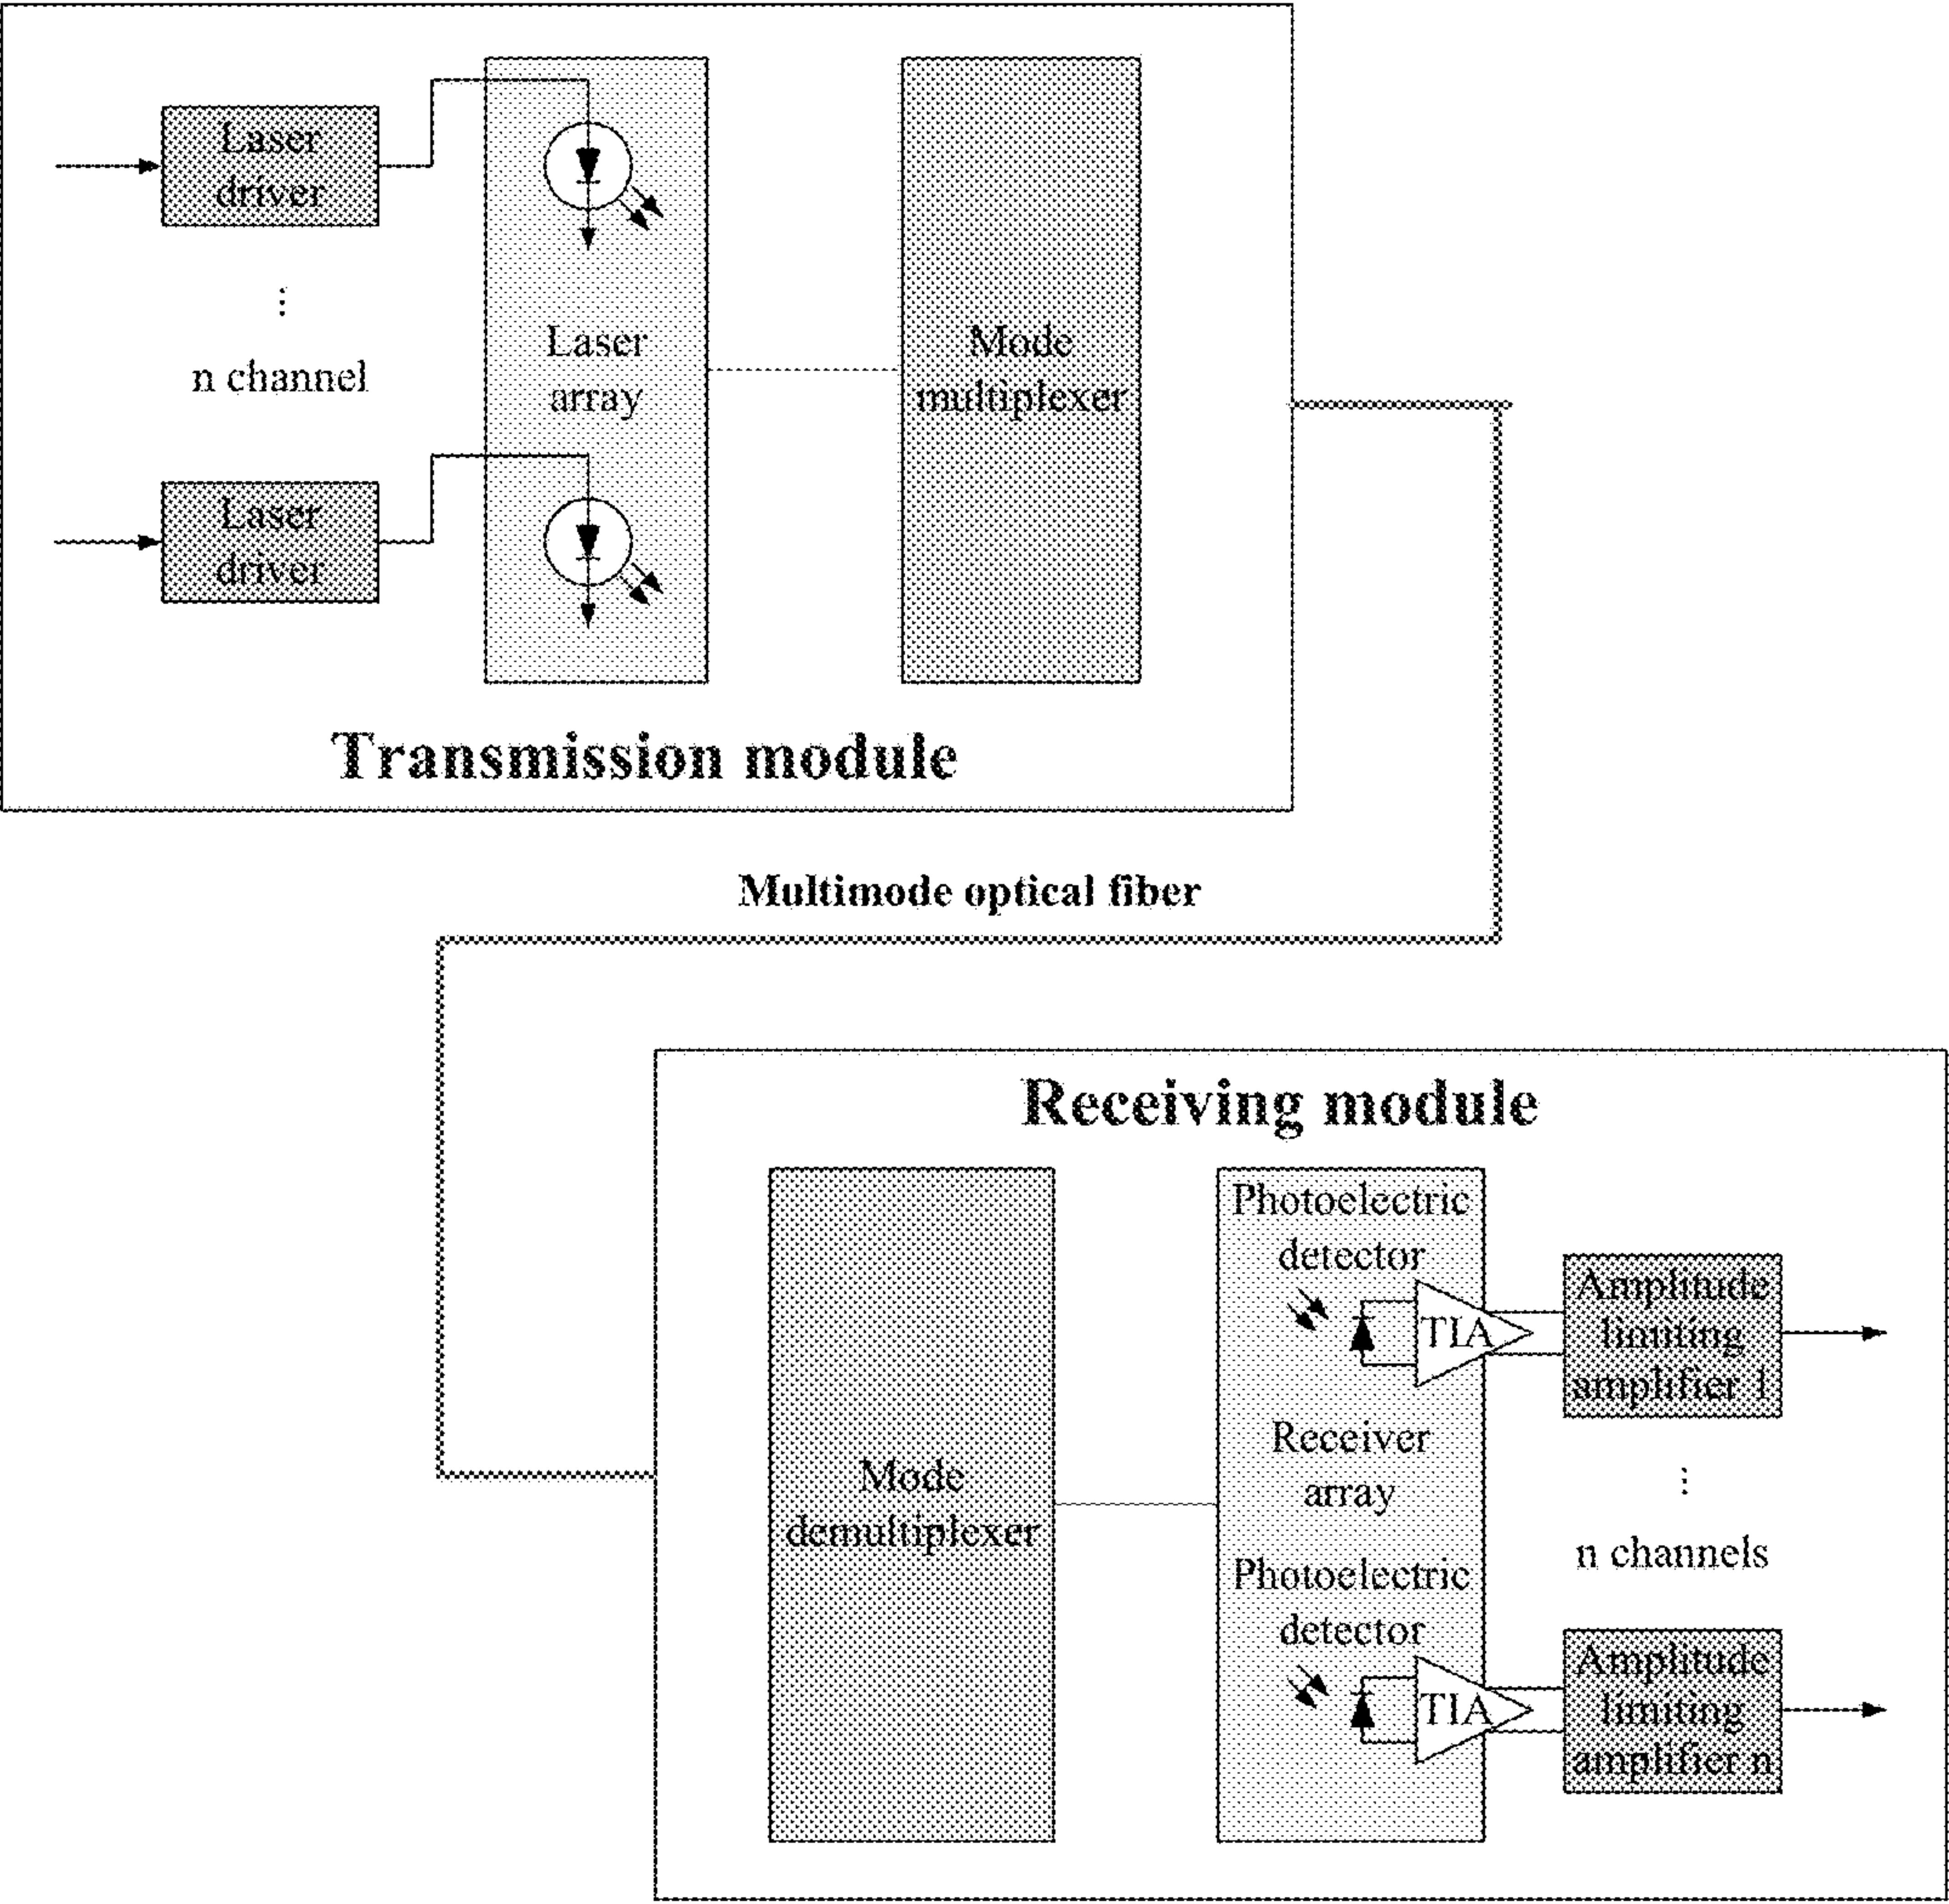 Laser
driver
⋮
n channel
Laser
driver
Laser
array
Mode
multiplexer
Transmission module
Multimode optical fiber
Receiving module
Mode
demultiplexer
Photoelectric
detector
TIA
Receiver
array
Photoelectric
detector
TIA
Amplitude
limiting
amplifier 1
⋮
n channels
Amplitude
limiting
amplifier n